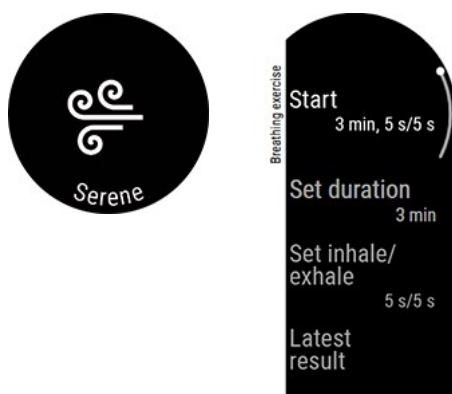 Serene
Breathing exercise
Start
3 min, 5 s/5 s
Set duration
3 min
Set inhale/
exhale
5 s/5 s
Latest
result